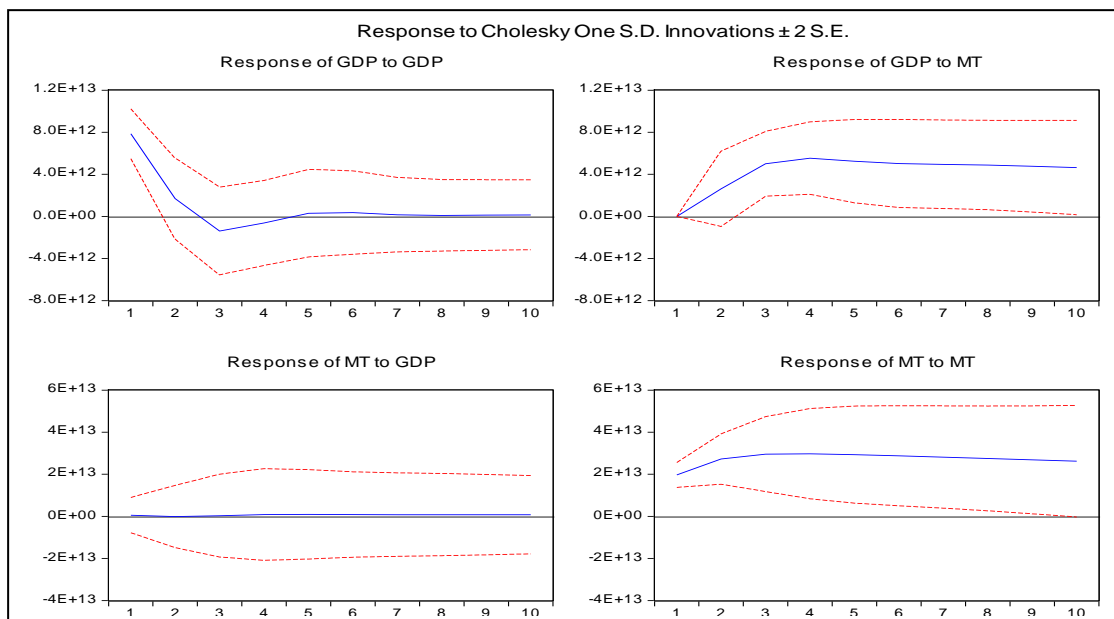 Response to Cholesky One S.D. Innovations ± 2 S.E.
Response of GDP to GDP
1.2E+13
8.0E+12
4.0E+12
0.0E+00
-4.0E+12
-8.0E+12
1 2 3 4 5 6 7 8 9 10
Response of GDP to MT
1.2E+13
8.0E+12
4.0E+12
0.0E+00
-4.0E+12
-8.0E+12
1 2 3 4 5 6 7 8 9 10
Response of MT to GDP
6E+13
4E+13
2E+13
0E+00
-2E+13
-4E+13
1 2 3 4 5 6 7 8 9 10
Response of MT to MT
6E+13
4E+13
2E+13
0E+00
-2E+13
-4E+13
1 2 3 4 5 6 7 8 9 10